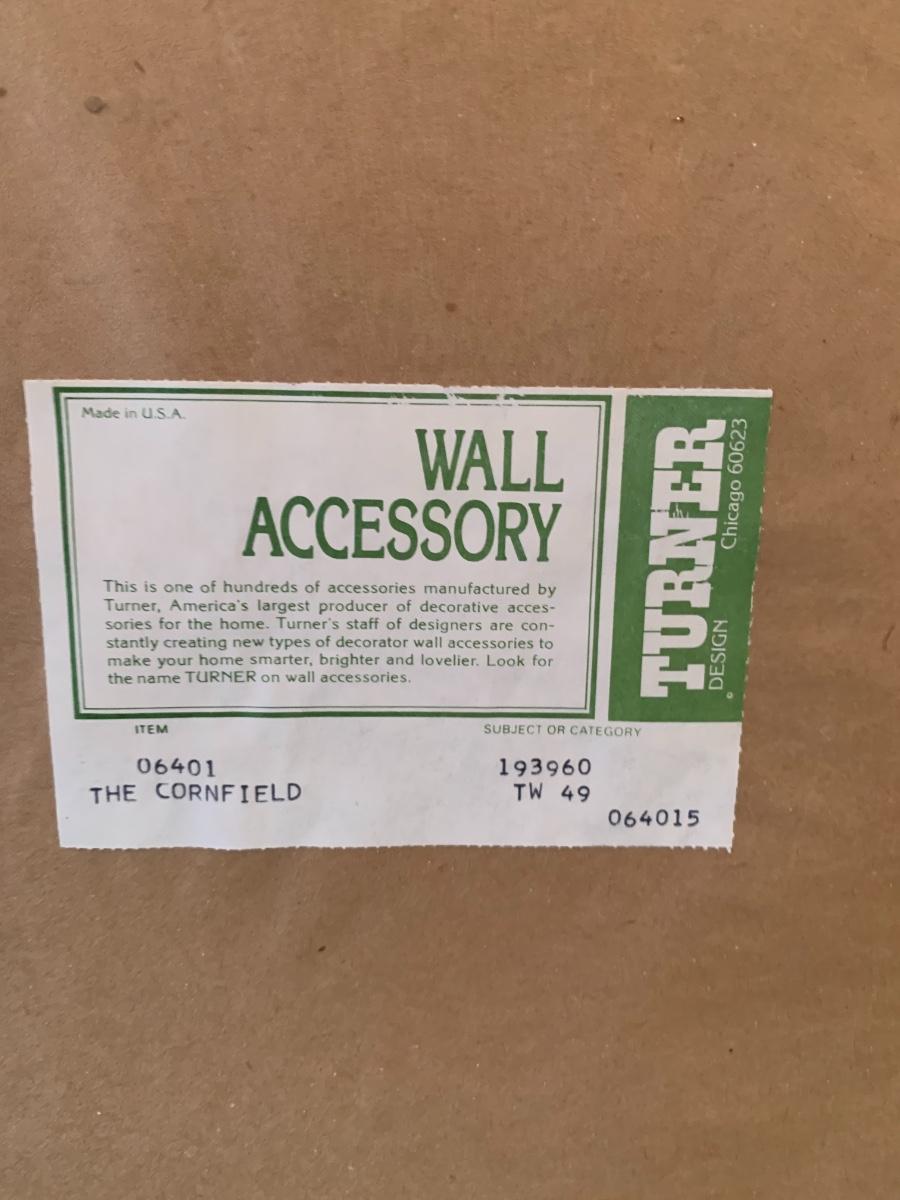 Made in U.S.A.
WALL
ACCESSORY
This is one of hundreds of accessories manufactured by
Turner, America's largest producer of decorative acces-
sories for the home. Turner's staff of designers are con-
stantly creating new types of decorator wall accessories to
make your home smarter, brighter and lovelier. Look for
the name TURNER on wall accessories.
TURNER
DESIGN Chicago 60623
ITEM SUBJECT OR CATEGORY
06401 193960
THE CORNFIELD TW 49
064015